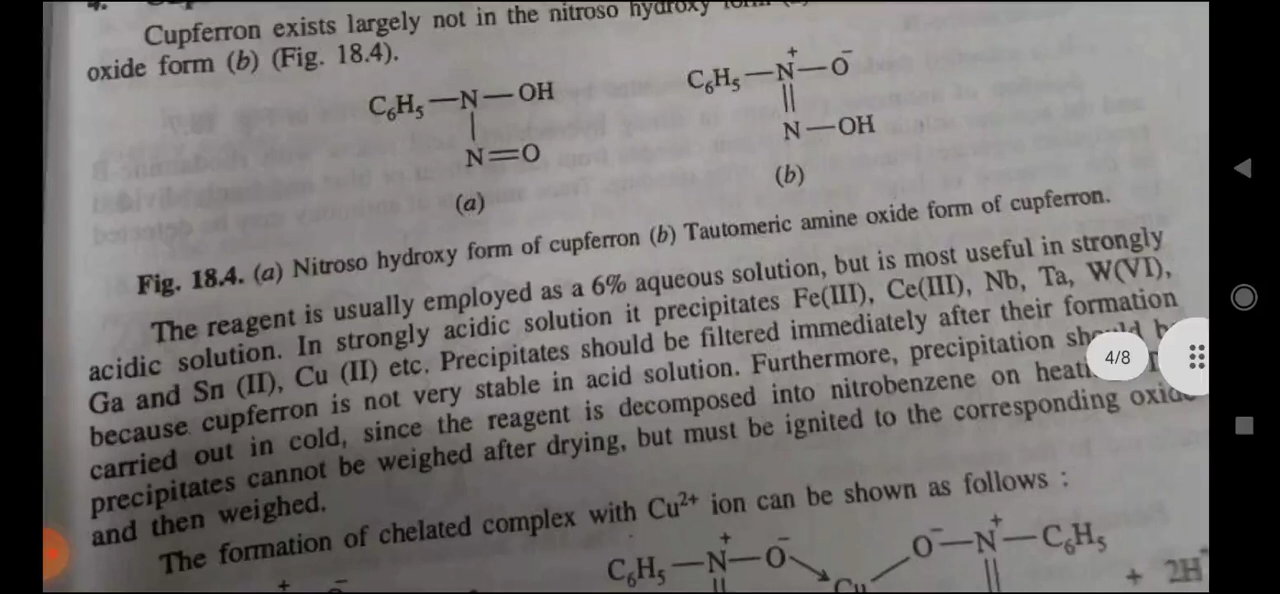 4.
Cupferron exists largely not in the nitroso hydroxy form
oxide form (b) (Fig. 18.4).
C₆H₅—N—OH
N=O
(a)
C₆H₅—N⁺—O⁻
N—OH
(b)
Fig. 18.4. (a) Nitroso hydroxy form of cupferron (b) Tautomeric amine oxide form of cupferron.
The reagent is usually employed as a 6% aqueous solution, but is most useful in strongly
acidic solution. In strongly acidic solution it precipitates Fe(III), Ce(III), Nb, Ta, W(VI),
Ga and Sn (II), Cu (II) etc. Precipitates should be filtered immediately after their formation
because cupferron is not very stable in acid solution. Furthermore, precipitation should
carried out in cold, since the reagent is decomposed into nitrobenzene on
precipitates cannot be weighed after drying, but must be ignited to the corresponding
and then weighed.
The formation of chelated complex with Cu²⁺ ion can be shown as follows :
C₆H₅—N⁺—O⁻ Cu O⁻—N⁺—C₆H₅
+ 2H
4/8